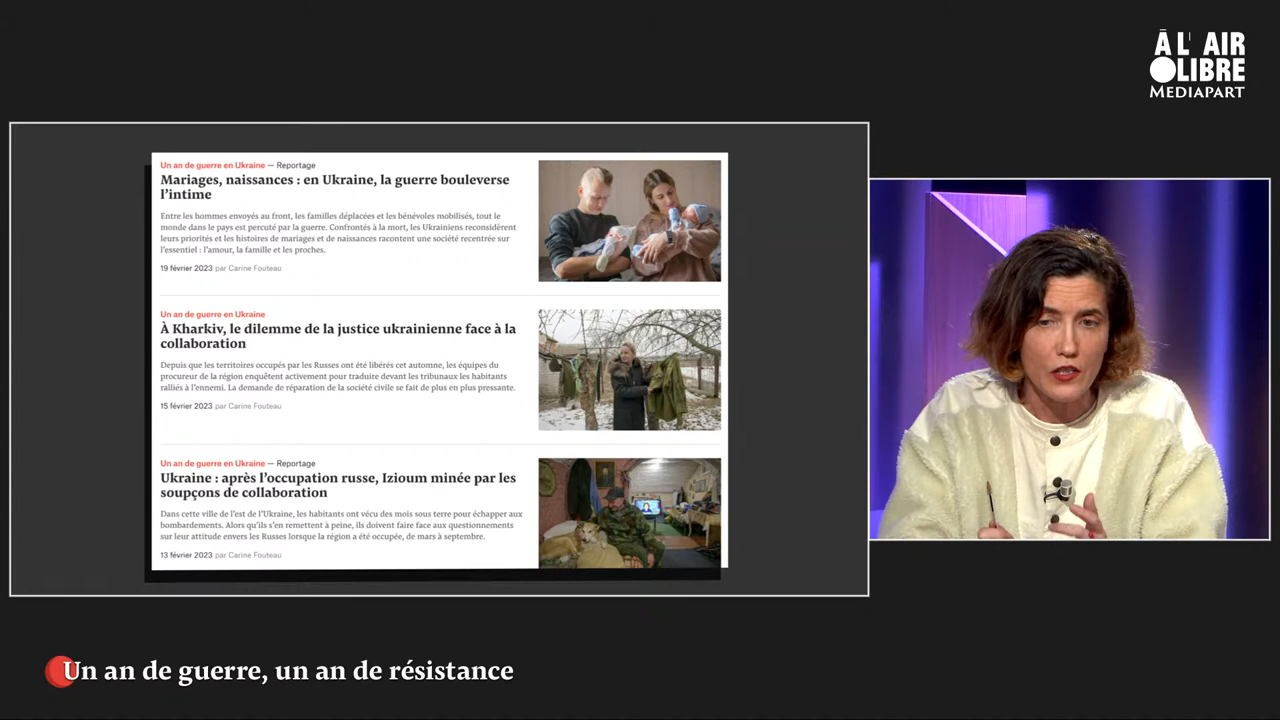 À L' AIR
LIBRE
MEDIAPART
Un an de guerre en Ukraine — Reportage
Mariages, naissances : en Ukraine, la guerre bouleverse
l’intime
Entre les hommes envoyés au front, les familles déplacées et les bénévoles mobilisés, tout le
monde dans le pays est percuté par la guerre. Confrontés à la mort, les Ukrainiens reconsidèrent
leurs priorités et les histoires de mariages et de naissances racontent une société recentrée sur
l’essentiel : l’amour, la famille et les proches.
19 février 2023 par Carine Fouteau
Un an de guerre en Ukraine
À Kharkiv, le dilemme de la justice ukrainienne face à la
collaboration
Depuis que les territoires occupés par les Russes ont été libérés cet automne, les équipes du
procureur de la région enquêtent activement pour traduire devant les tribunaux les habitants
ralliés à l’ennemi. La demande de réparation de la société civile se fait de plus en plus pressante.
15 février 2023 par Carine Fouteau
Un an de guerre en Ukraine — Reportage
Ukraine : après l’occupation russe, Izioum minée par les
soupçons de collaboration
Dans cette ville de l’est de l’Ukraine, les habitants ont vécu des mois sous terre pour échapper aux
bombardements. Alors qu’ils s’en remettent à peine, ils doivent faire face aux questionnements
sur leur attitude envers les Russes lorsque la région a été occupée, de mars à septembre.
13 février 2023 par Carine Fouteau
Un an de guerre, un an de résistance